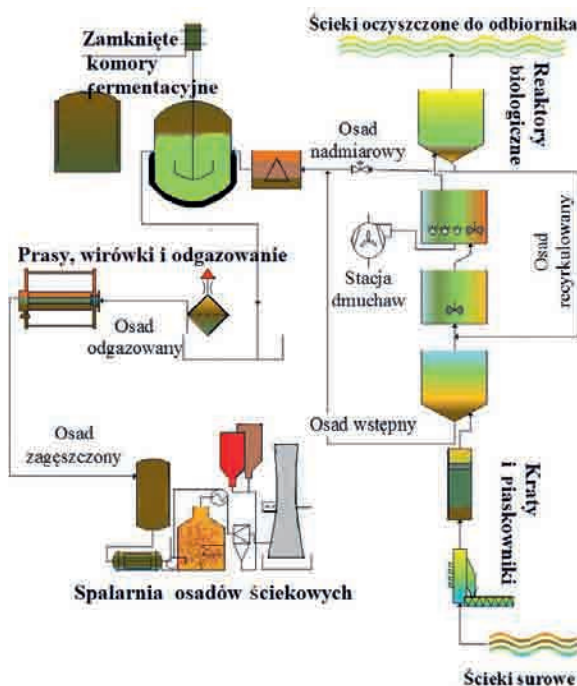 Zamknięte
komory
fermentacyjne
Ścieki oczyszczone do odbiornika
Reaktory
biologiczne
Osad
nadmiarowy
Osad
recyrkulowany
Stacja
dmuchaw
Prasy, wirówki i odgazowanie
Osad
odgazowany
Osad wstępny
Osad
zagęszczony
Kraty
i piaskowniki
Spalarnia osadów ściekowych
Ścieki surowe